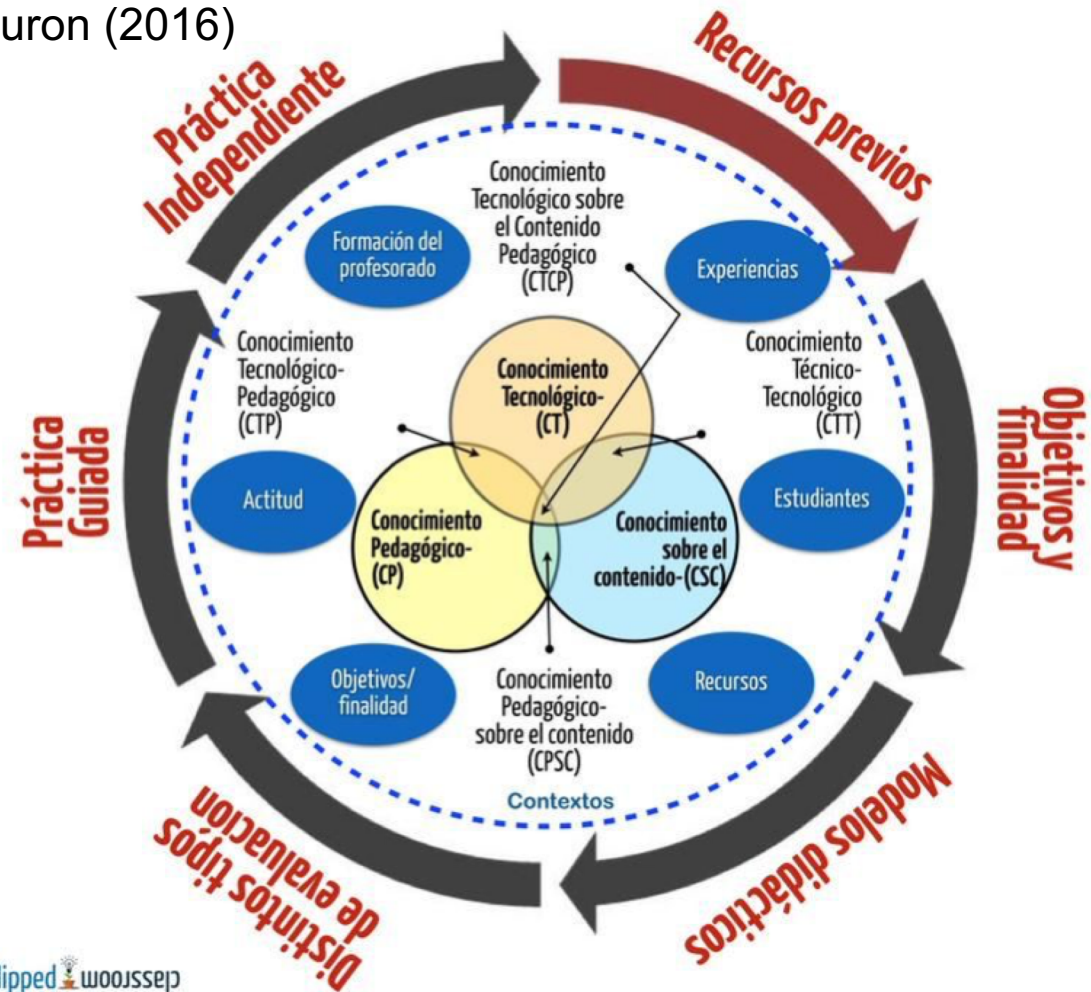 uron (2016)
Práctica
Independiente
Recursos previos
Conocimiento
Tecnológico sobre
el Contenido
Pedagógico
(CTCP)
Formación del
profesorado
Experiencias
Conocimiento
Tecnológico-
Pedagógico
(CTP)
Conocimiento
Técnico-
Tecnológico
(CTT)
Conocimiento
Tecnológico-
(CT)
Práctica
Guiada
Objetivos y
finalidad
Actitud
Estudiantes
Conocimiento
Pedagógico-
(CP)
Conocimiento
sobre el
contenido-(CSC)
Objetivos/
finalidad
Conocimiento
Pedagógico-
sobre el contenido
(CPSC)
Recursos
Contextos
Modelos didácticos
Distintos tipos
de evaluacion
lipped classroom